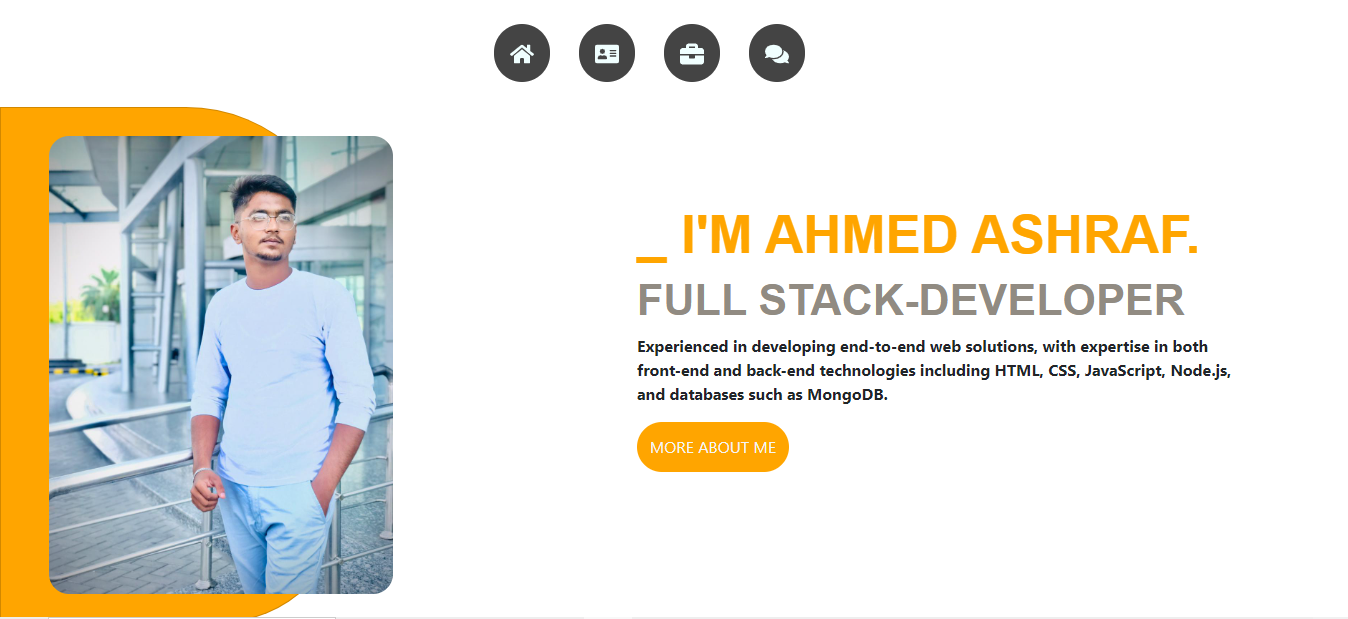 _ I'M AHMED ASHRAF.
FULL STACK-DEVELOPER
Experienced in developing end-to-end web solutions, with expertise in both
front-end and back-end technologies including HTML, CSS, JavaScript, Node.js,
and databases such as MongoDB.
MORE ABOUT ME